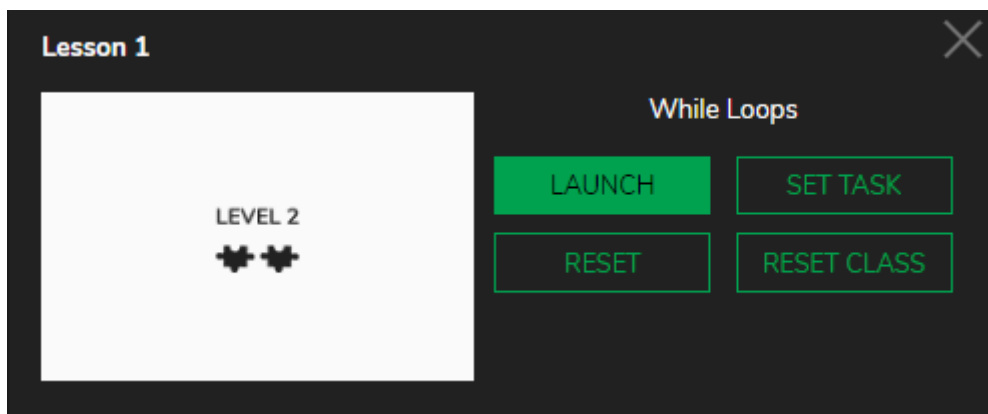 Lesson 1
While Loops
LEVEL 2
LAUNCH
SET TASK
RESET
RESET CLASS